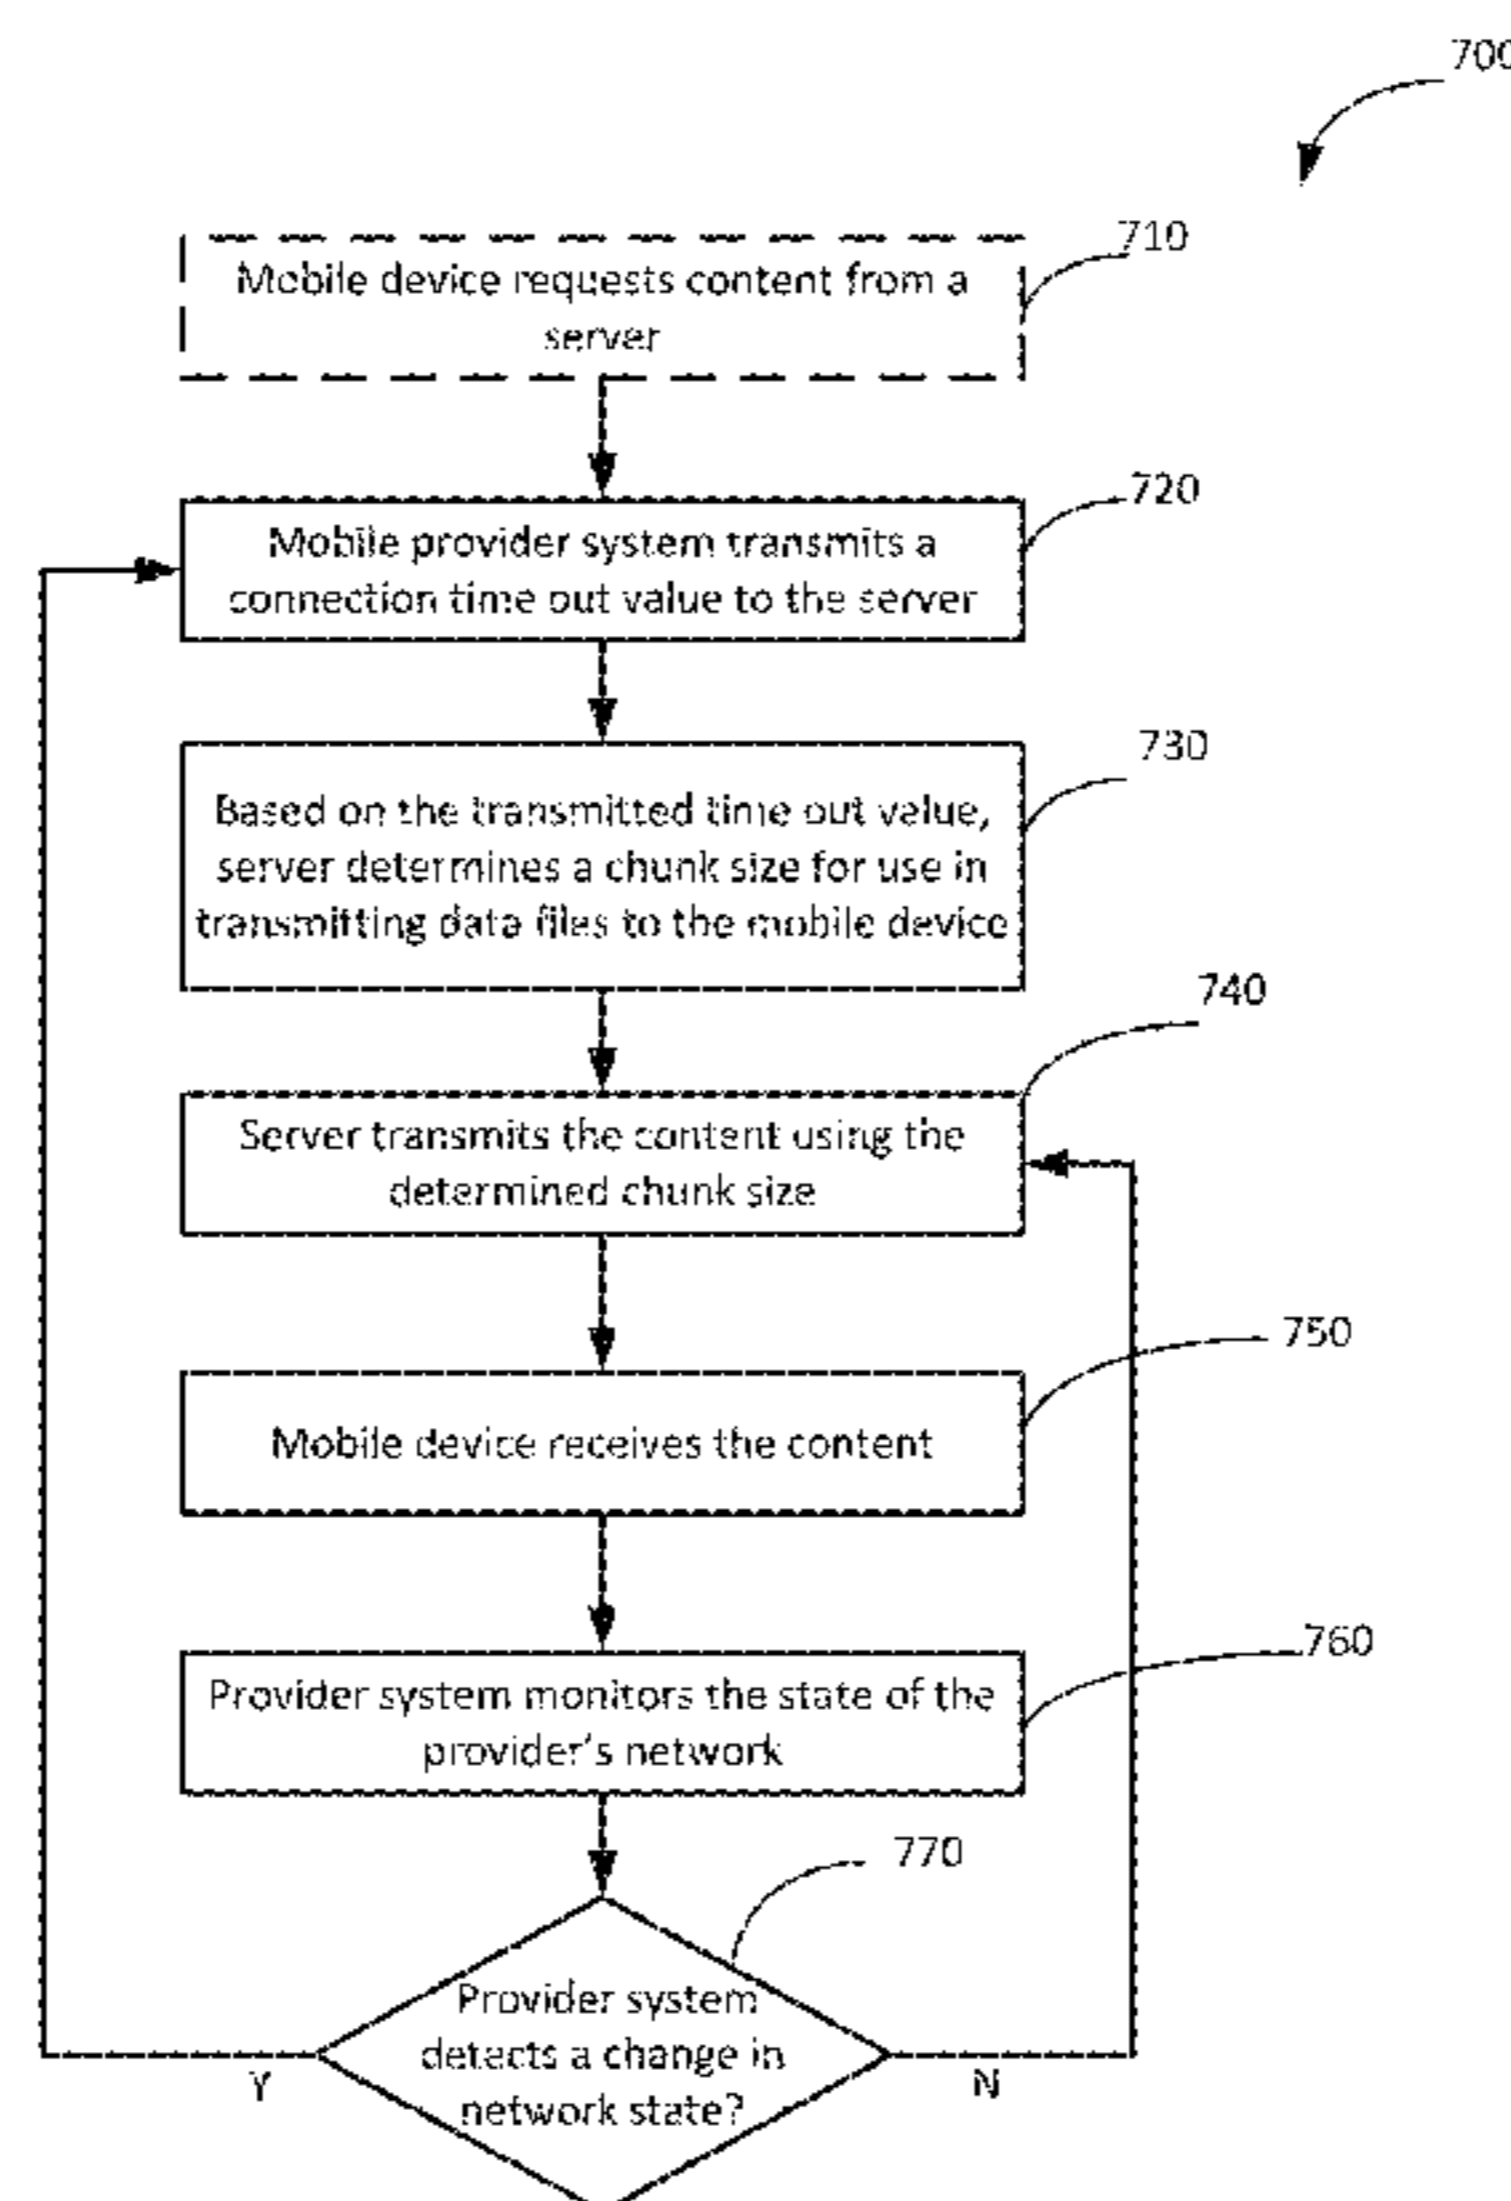 700
710
Mobile device requests content from a
server
720
Mobile provider system transmits a
connection time out value to the server
730
Based on the transmitted time out value,
server determines a chunk size for use in
transmitting data files to the mobile device
740
Server transmits the content using the
determined chunk size
750
Mobile device receives the content
760
Provider system monitors the state of the
provider's network
770
Provider system
detects a change in
network state?
Y
N